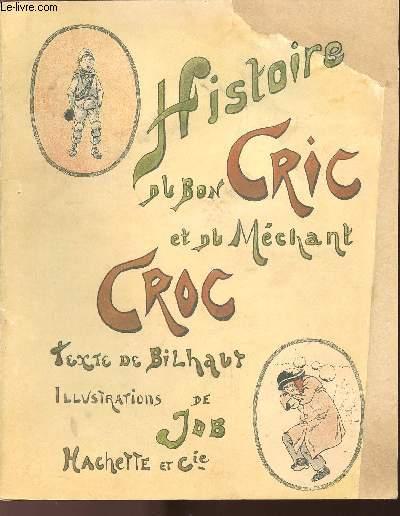 Le-livre.com
Histoire
DU BON CRIC
et DU Méchant
CROC
Texte de Bilhaut
Illustrations de
JOB
Hachette et Cie